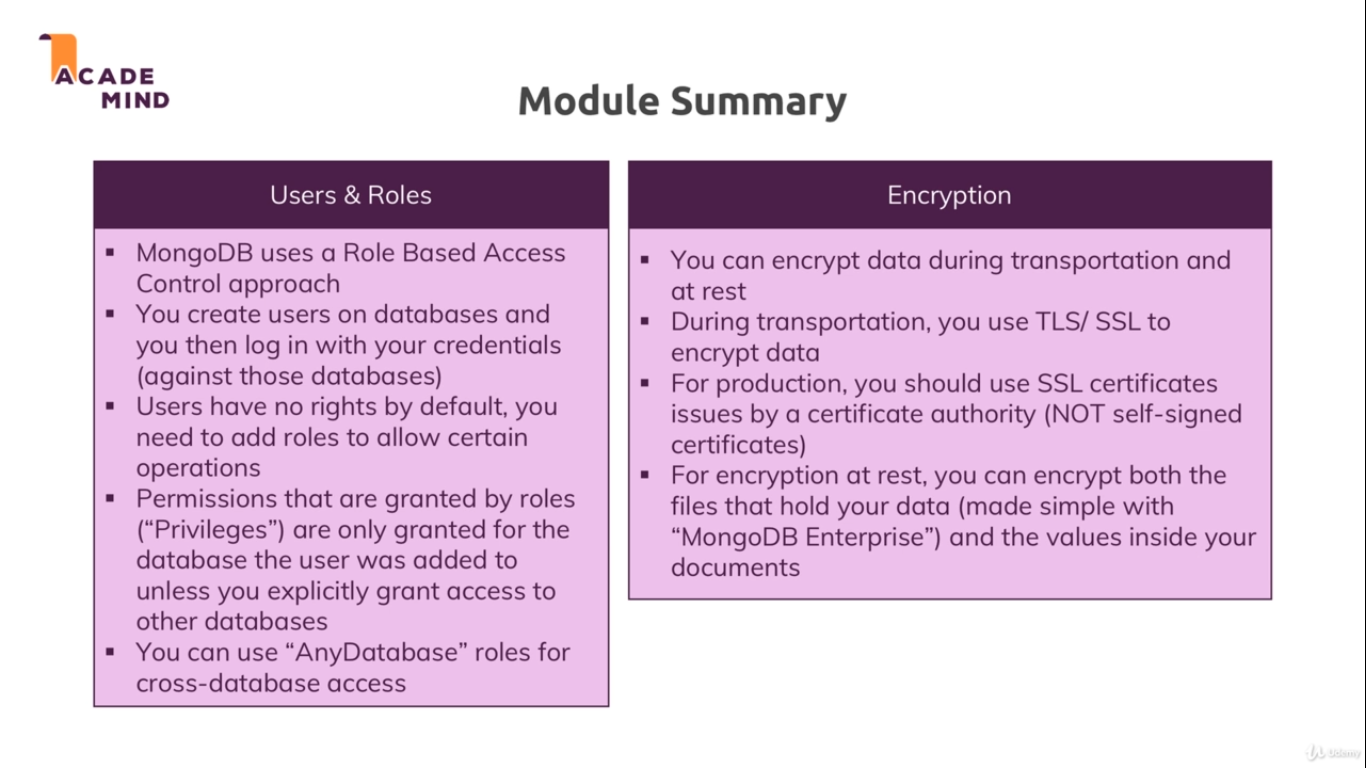 ACADE
MIND
Module Summary
Users & Roles
▪ MongoDB uses a Role Based Access
Control approach
▪ You create users on databases and
you then log in with your credentials
(against those databases)
▪ Users have no rights by default, you
need to add roles to allow certain
operations
▪ Permissions that are granted by roles
(“Privileges”) are only granted for the
database the user was added to
unless you explicitly grant access to
other databases
▪ You can use “AnyDatabase” roles for
cross-database access
Encryption
▪ You can encrypt data during transportation and
at rest
▪ During transportation, you use TLS/ SSL to
encrypt data
▪ For production, you should use SSL certificates
issues by a certificate authority (NOT self-signed
certificates)
▪ For encryption at rest, you can encrypt both the
files that hold your data (made simple with
“MongoDB Enterprise”) and the values inside your
documents
Udemy